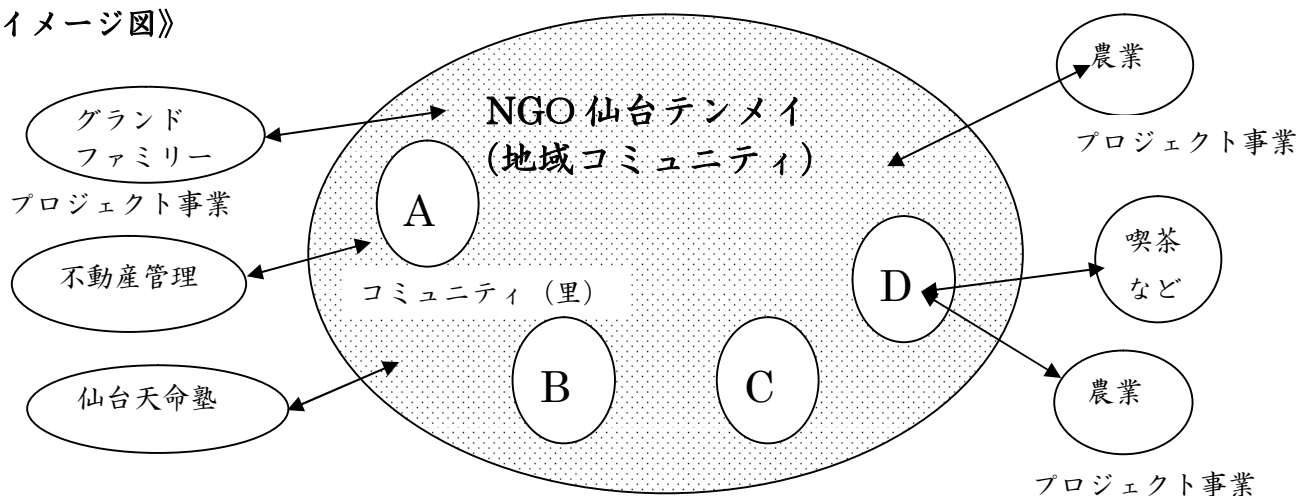 イメージ図》
グランド
ファミリー
プロジェクト事業
不動産管理
仙台天命塾
NGO 仙台テンメイ
(地域コミュニティ)
A
コミュニティ（里）
B
C
D
農業
プロジェクト事業
喫茶
など
農業
プロジェクト事業